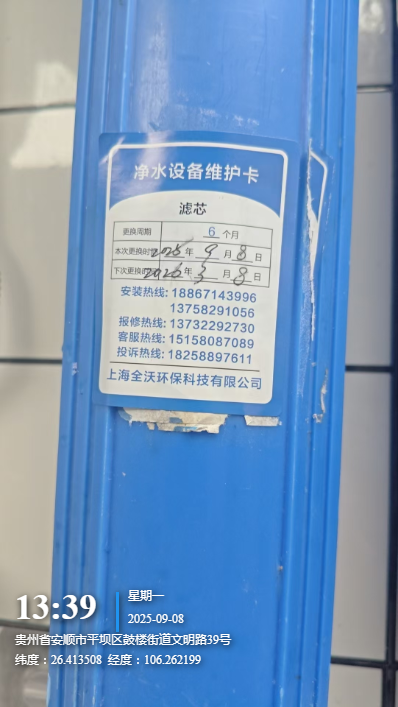 净水设备维护卡
滤芯
更换周期 6 个月
本次更换时间 2025 年 9 月 8 日
下次更换时间 2026 年 3 月 8 日
安装热线: 18867143996
13758291056
报修热线: 13732292730
客服热线: 15158087089
投诉热线: 18258897611
上海全沃环保科技有限公司
13:39
星期一
2025-09-08
贵州省安顺市平坝区鼓楼街道文明路39号
纬度：26.413508 经度：106.262199